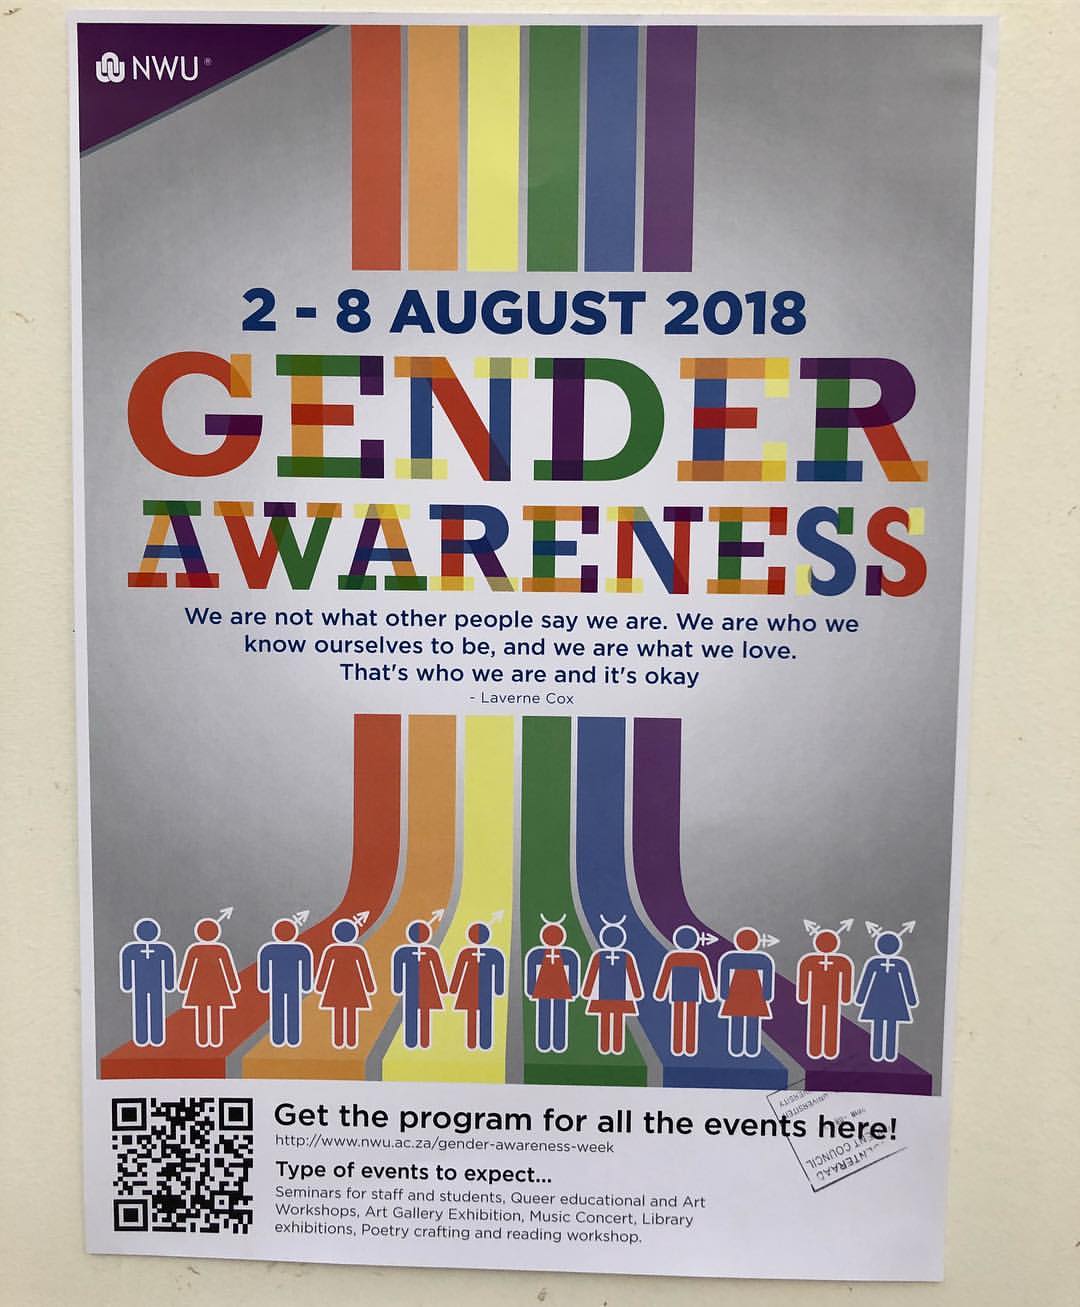 NWU®
2 - 8 AUGUST 2018
GENDER
AWARENESS
We are not what other people say we are. We are who we
know ourselves to be, and we are what we love.
That's who we are and it's okay
- Laverne Cox
Get the program for all the events here!
http://www.nwu.ac.za/gender-awareness-week
Type of events to expect...
Seminars for staff and students, Queer educational and Art
Workshops, Art Gallery Exhibition, Music Concert, Library
exhibitions, Poetry crafting and reading workshop.
COUNCIL